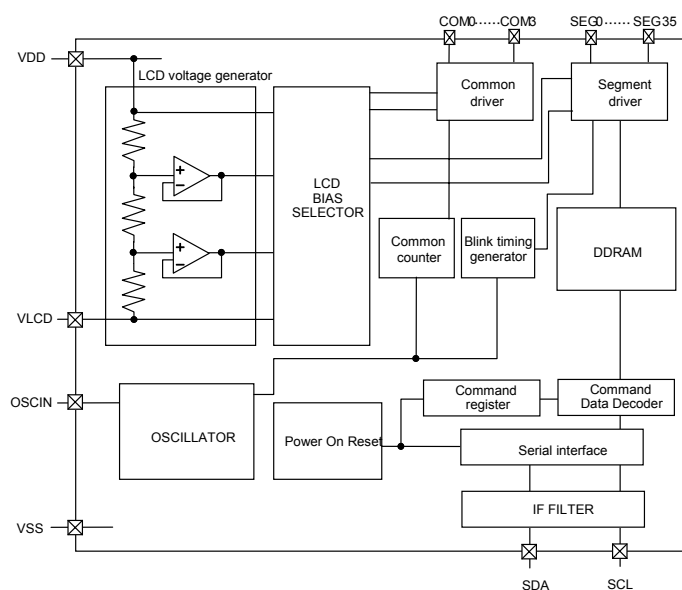 COM0······COM3
SEG0······SEG35
VDD
LCD voltage generator
Common
driver
Segment
driver
+
−
LCD
BIAS
SELECTOR
+
−
Common
counter
Blink timing
generator
DDRAM
VLCD
OSCIN
OSCILLATOR
Power On Reset
Command
register
Command
Data Decoder
Serial interface
IF FILTER
VSS
SDA
SCL